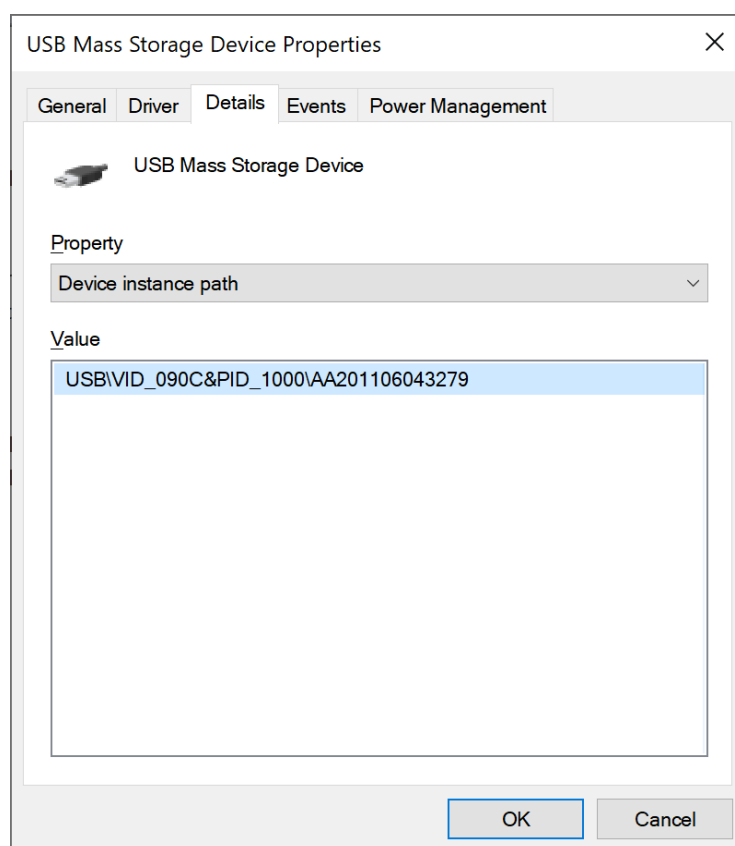 USB Mass Storage Device Properties
General Driver Details Events Power Management
USB Mass Storage Device
Property
Device instance path
Value
USB\VID_090C&PID_1000\AA201106043279
OK Cancel